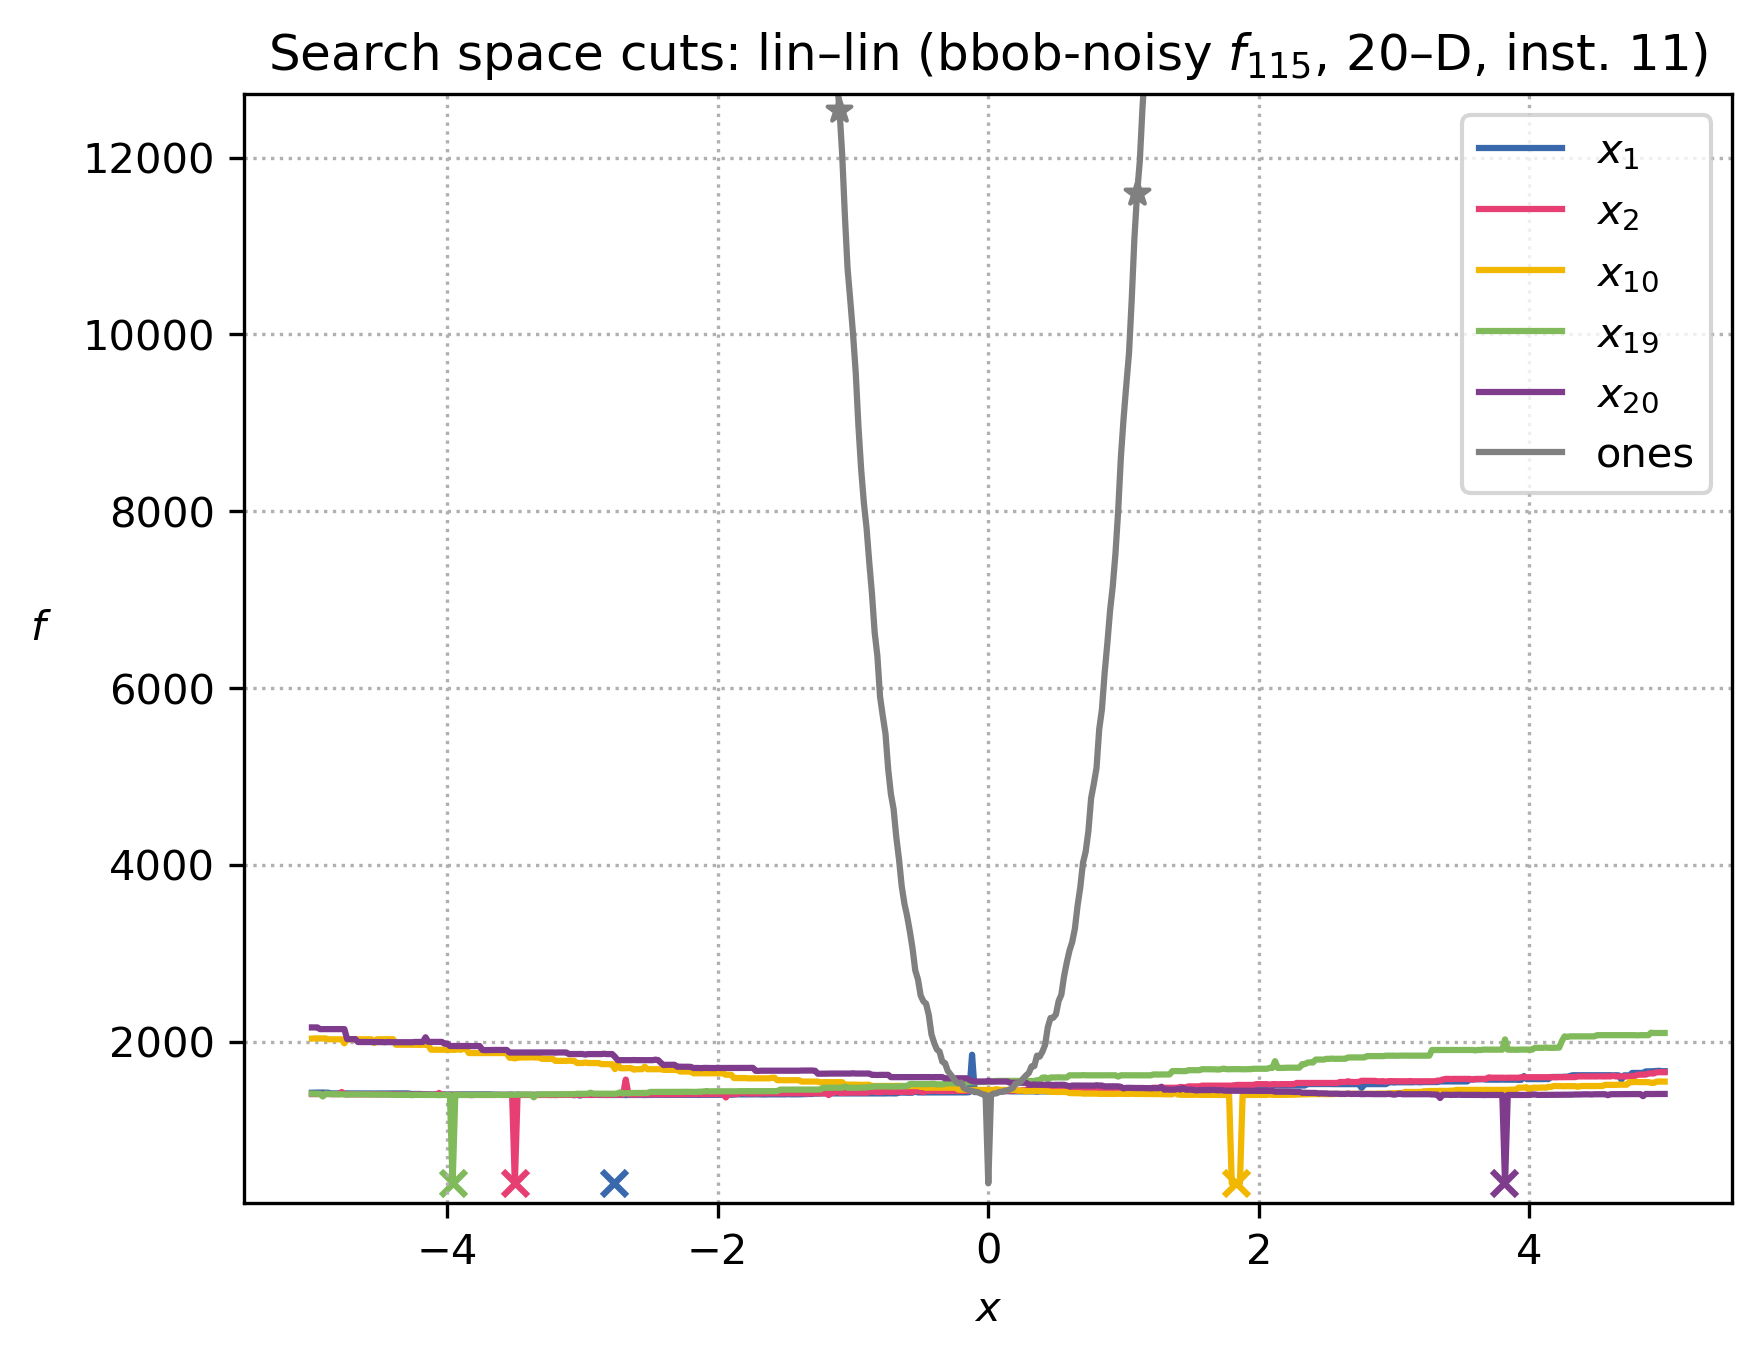 Search space cuts: lin–lin (bbob-noisy f₁₁₅, 20–D, inst. 11)
12000
10000
8000
6000
4000
2000
f
−4
−2
0
2
4
x
x₁
x₂
x₁₀
x₁₉
x₂₀
ones